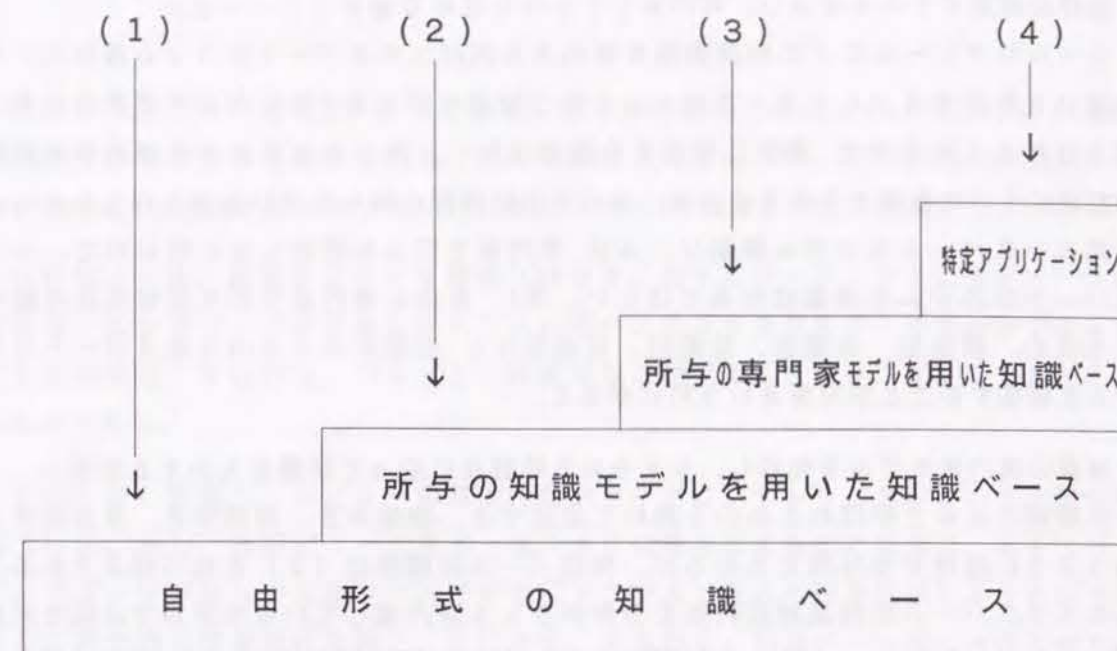 (1) (2) (3) (4)
特定アプリケーション
所与の専門家モデルを用いた知識ベース
所与の知識モデルを用いた知識ベース
自由形式の知識ベース